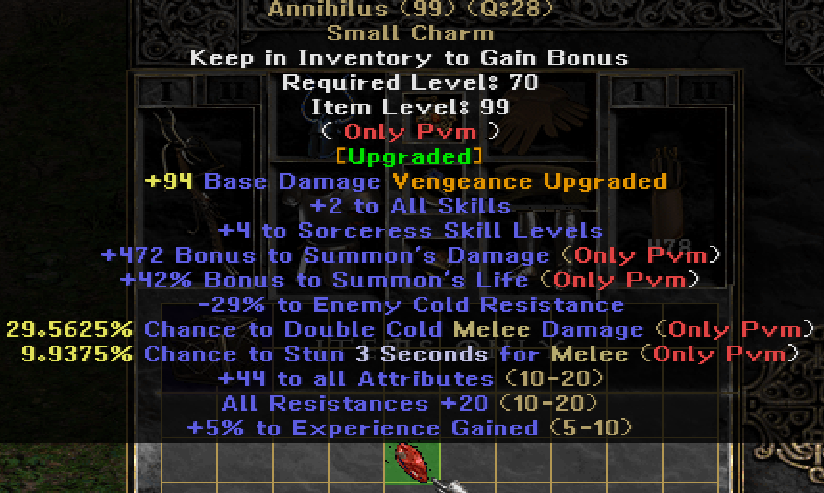 Annihilus (99) (Q:28)
Small Charm
Keep in Inventory to Gain Bonus
Required Level: 70
Item Level: 99
( Only Pvm )
[Upgraded]
+94 Base Damage Vengeance Upgraded
+2 to All Skills
+4 to Sorceress Skill Levels
+472 Bonus to Summon's Damage (Only Pvm)
+42% Bonus to Summon's Life (Only Pvm)
-29% to Enemy Cold Resistance
29.5625% Chance to Double Cold Melee Damage (Only Pvm)
9.9375% Chance to Stun 3 Seconds for Melee (Only Pvm)
+44 to all Attributes (10-20)
All Resistances +20 (10-20)
+5% to Experience Gained (5-10)